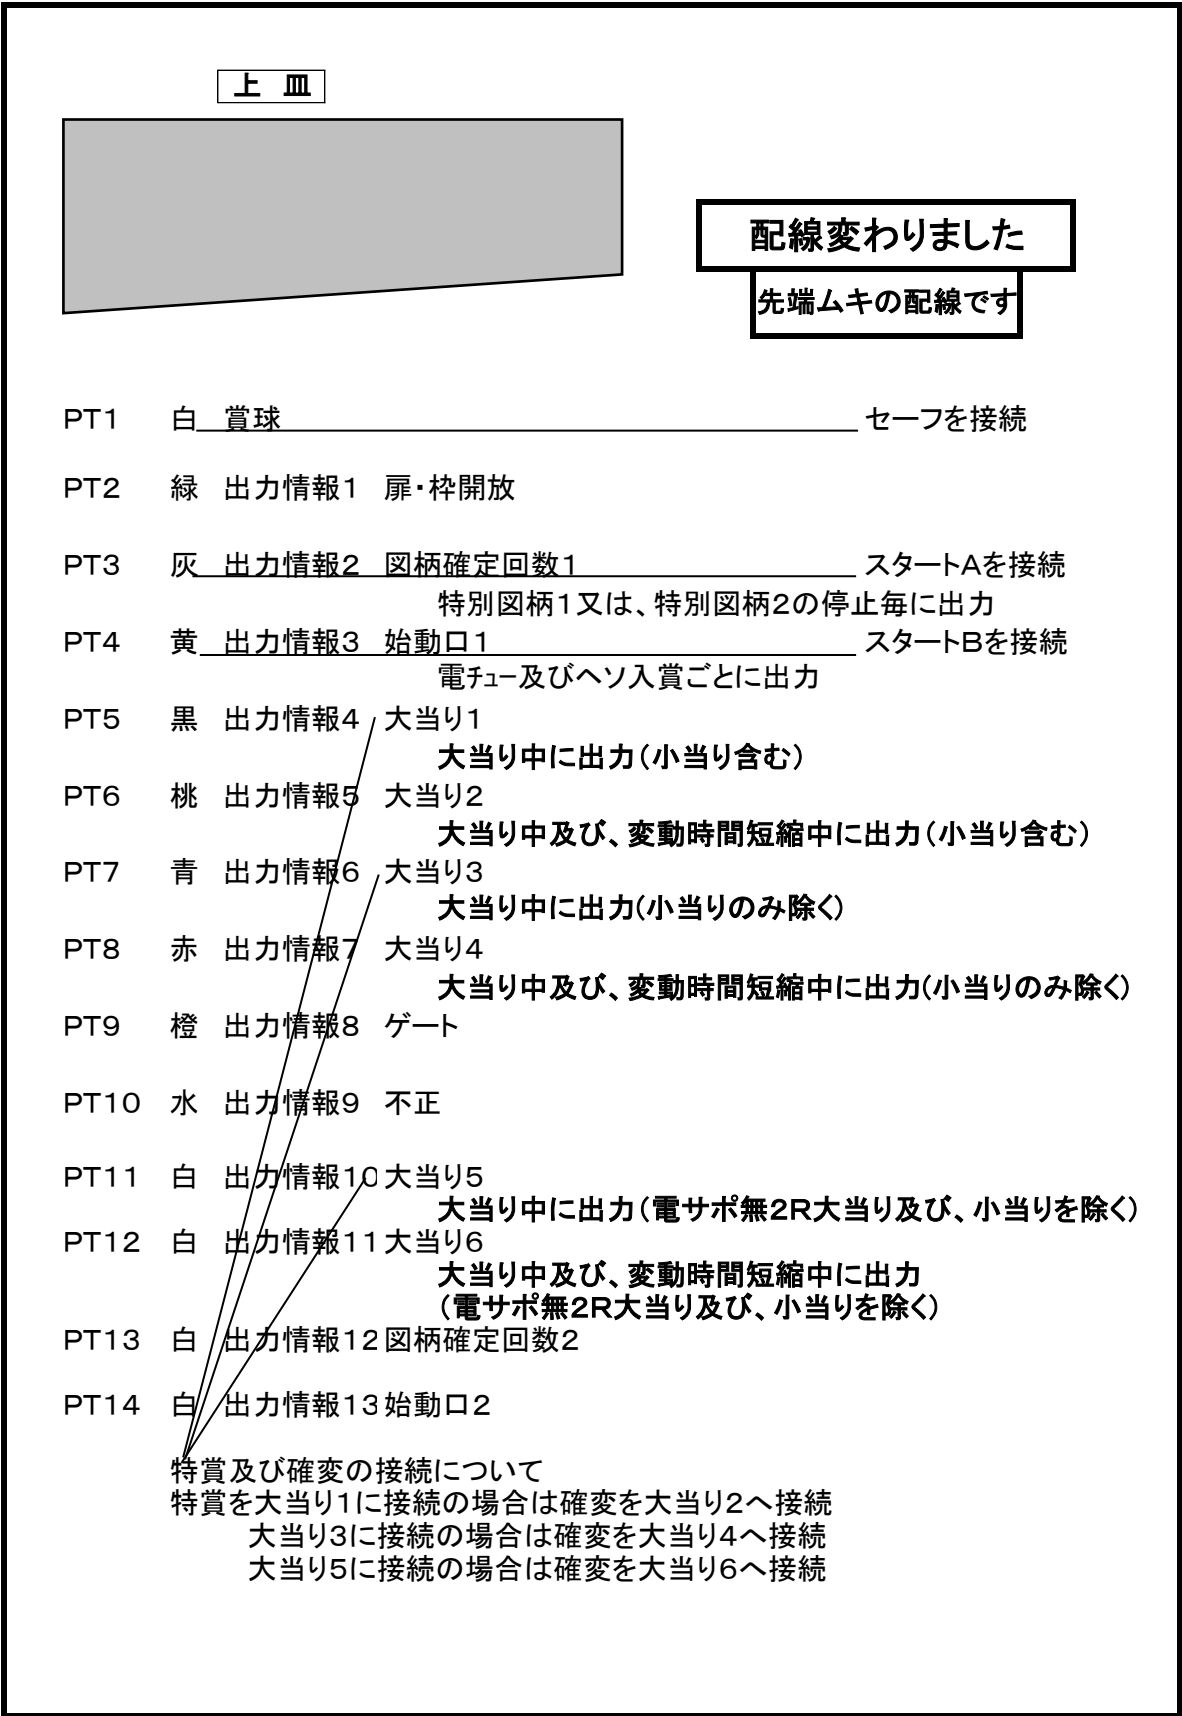 上 皿
配線変わりました
先端ムキの配線です
PT1 白 賞球 セーフを接続
PT2 緑 出力情報1 扉・枠開放
PT3 灰 出力情報2 図柄確定回数1 スタートAを接続
特別図柄1又は、特別図柄2の停止毎に出力
PT4 黄 出力情報3 始動口1 スタートBを接続
電ﾁｭｰ及びヘソ入賞ごとに出力
PT5 黒 出力情報4 大当り1
大当り中に出力（小当り含む）
PT6 桃 出力情報5 大当り2
大当り中及び、変動時間短縮中に出力（小当り含む）
PT7 青 出力情報6 大当り3
大当り中に出力(小当りのみ除く)
PT8 赤 出力情報7 大当り4
大当り中及び、変動時間短縮中に出力(小当りのみ除く)
PT9 橙 出力情報8 ゲート
PT10 水 出力情報9 不正
PT11 白 出力情報10 大当り5
大当り中に出力（電サポ無2R大当り及び、小当りを除く）
PT12 白 出力情報11 大当り6
大当り中及び、変動時間短縮中に出力
（電サポ無2R大当り及び、小当りを除く）
PT13 白 出力情報12 図柄確定回数2
PT14 白 出力情報13 始動口2
特賞及び確変の接続について
特賞を大当り1に接続の場合は確変を大当り2へ接続
大当り3に接続の場合は確変を大当り4へ接続
大当り5に接続の場合は確変を大当り6へ接続